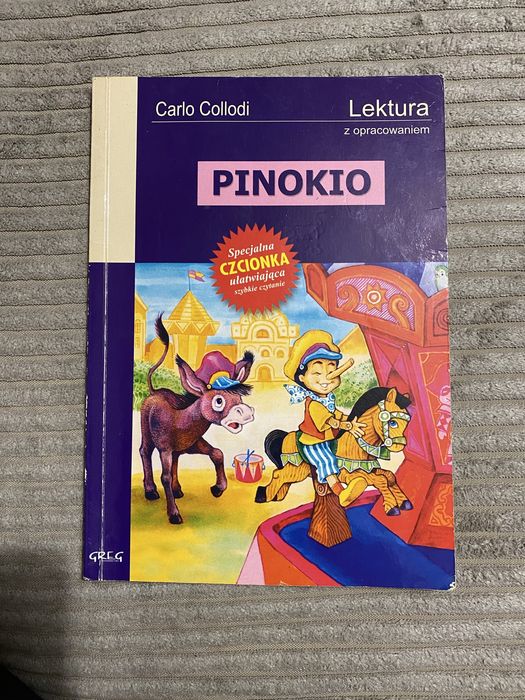 Carlo Collodi
Lektura
z opracowaniem
PINOKIO
Specjalna
CZCIONKA
ułatwiająca
szybkie czytanie
GREG